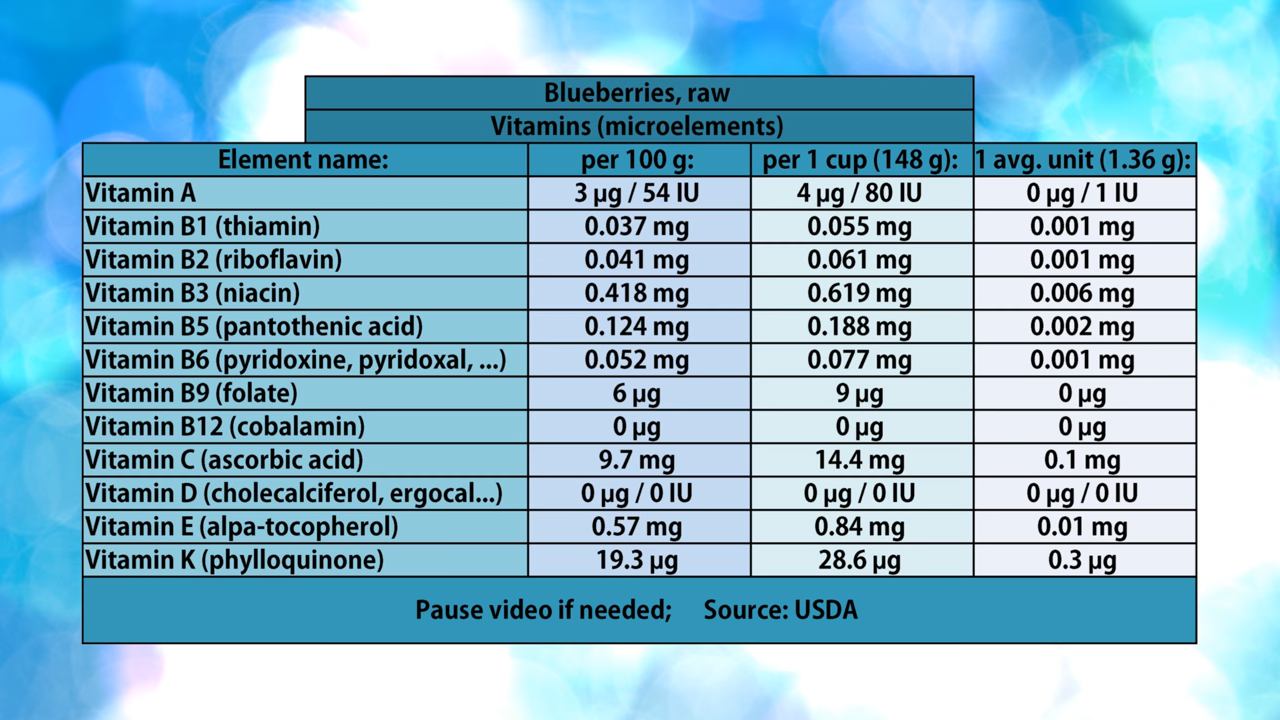 Blueberries, raw
Vitamins (microelements)
Element name: per 100 g: per 1 cup (148 g): 1 avg. unit (1.36 g):
Vitamin A 3 µg / 54 IU 4 µg / 80 IU 0 µg / 1 IU
Vitamin B1 (thiamin) 0.037 mg 0.055 mg 0.001 mg
Vitamin B2 (riboflavin) 0.041 mg 0.061 mg 0.001 mg
Vitamin B3 (niacin) 0.418 mg 0.619 mg 0.006 mg
Vitamin B5 (pantothenic acid) 0.124 mg 0.188 mg 0.002 mg
Vitamin B6 (pyridoxine, pyridoxal, ...) 0.052 mg 0.077 mg 0.001 mg
Vitamin B9 (folate) 6 µg 9 µg 0 µg
Vitamin B12 (cobalamin) 0 µg 0 µg 0 µg
Vitamin C (ascorbic acid) 9.7 mg 14.4 mg 0.1 mg
Vitamin D (cholecalciferol, ergocal...) 0 µg / 0 IU 0 µg / 0 IU 0 µg / 0 IU
Vitamin E (alpa-tocopherol) 0.57 mg 0.84 mg 0.01 mg
Vitamin K (phylloquinone) 19.3 µg 28.6 µg 0.3 µg
Pause video if needed; Source: USDA